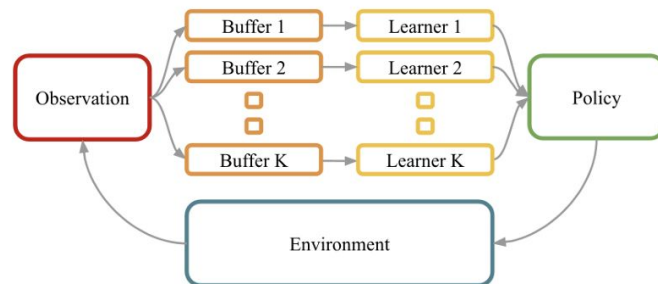 Observation
Buffer 1
Learner 1
Buffer 2
Learner 2
Buffer K
Learner K
Policy
Environment